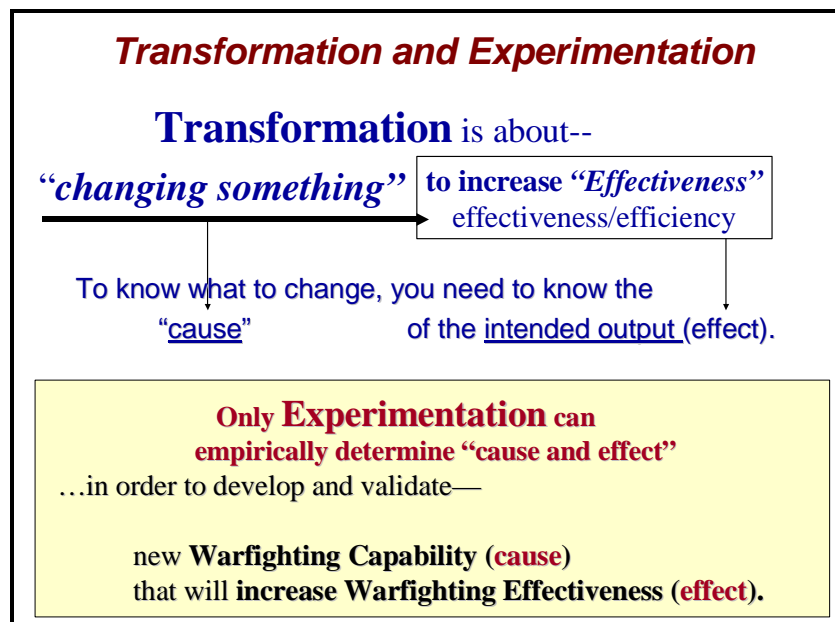 Transformation and Experimentation
Transformation is about--
“changing something” to increase “Effectiveness”
effectiveness/efficiency
To know what to change, you need to know the
“cause” of the intended output (effect).
Only Experimentation can
empirically determine “cause and effect”
…in order to develop and validate—
new Warfighting Capability (cause)
that will increase Warfighting Effectiveness (effect).